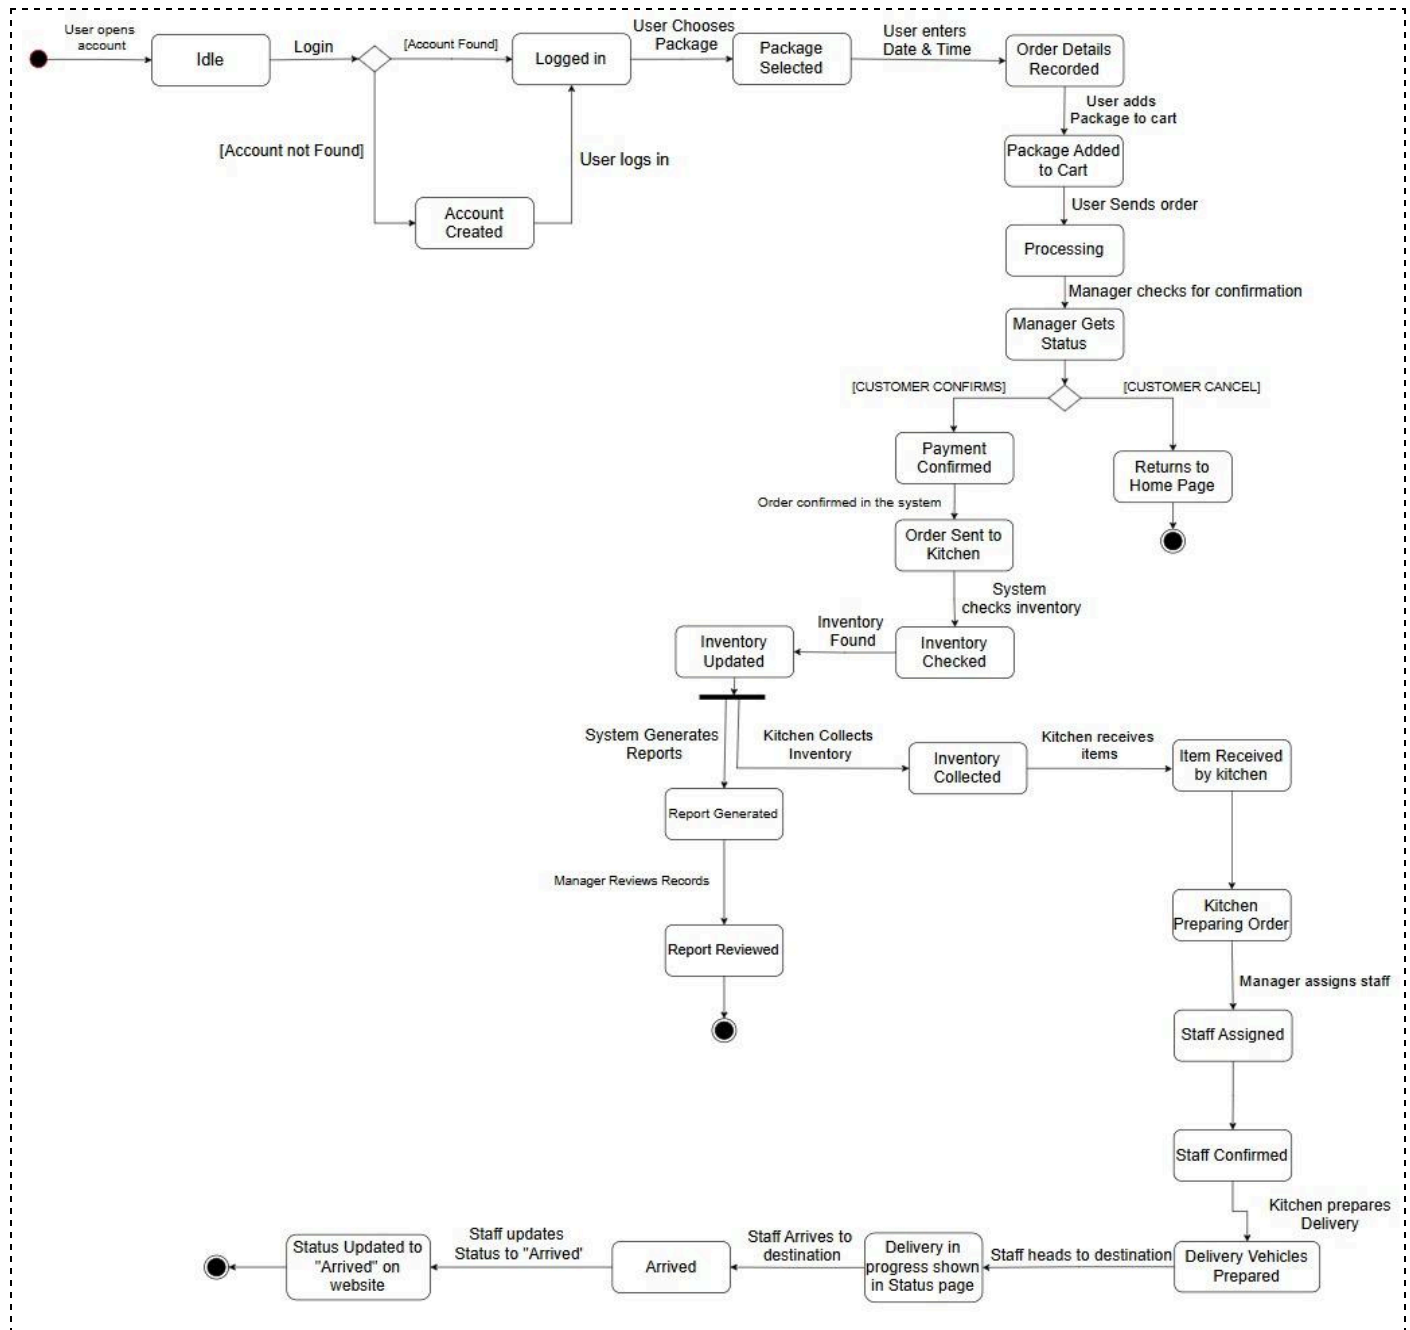 User opens
account
Idle
Login
[Account Found]
Logged in
User Chooses
Package
Package
Selected
User enters
Date & Time
Order Details
Recorded
[Account not Found]
Account
Created
User logs in
User adds
Package to cart
Package Added
to Cart
User Sends order
Processing
Manager checks for confirmation
Manager Gets
Status
[CUSTOMER CONFIRMS]
[CUSTOMER CANCEL]
Payment
Confirmed
Returns to
Home Page
Order confirmed in the system
Order Sent to
Kitchen
System
checks inventory
Inventory
Checked
Inventory
Found
Inventory
Updated
System Generates
Reports
Kitchen Collects
Inventory
Inventory
Collected
Kitchen receives
items
Item Received
by kitchen
Report Generated
Manager Reviews Records
Report Reviewed
Kitchen
Preparing Order
Manager assigns staff
Staff Assigned
Staff Confirmed
Kitchen prepares
Delivery
Delivery Vehicles
Prepared
Staff heads to destination
Delivery in
progress shown
in Status page
Staff Arrives to
destination
Arrived
Staff updates
Status to "Arrived'
Status Updated to
"Arrived" on
website